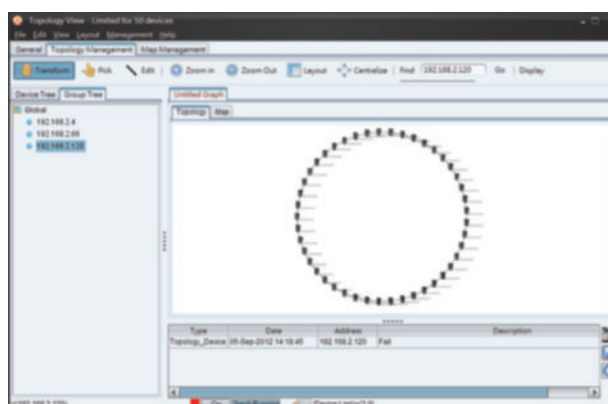 Topology View - Limited for 50 devices
File Edit View Layout Management Help
General Topology Management Map Management
Transform Pick Edit Zoom in Zoom Out Layout Centralize Find 192.168.2.120 Go Display
Device Tree Group Tree
Untitled Graph
Global
Topology Map
192.168.2.4
192.168.2.66
192.168.2.120
Type Date Address Description
Topology_Device 05-Sep-2012 14:19:45 192.168.2.120 Fail